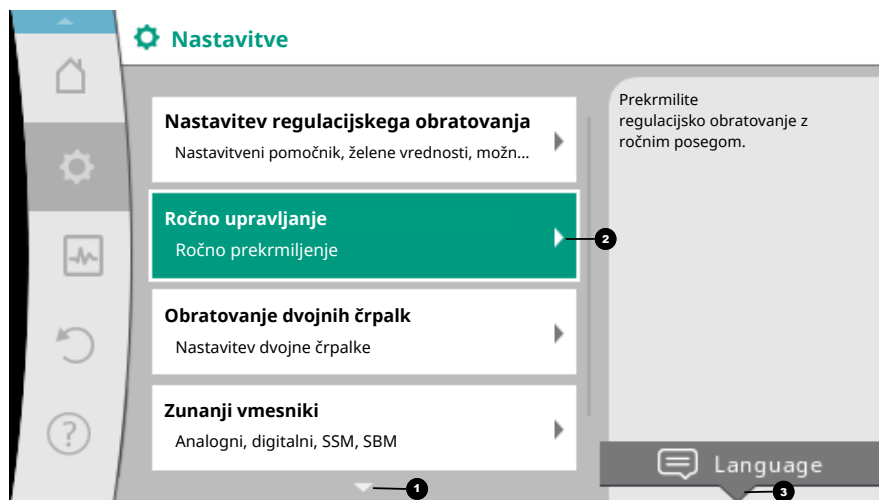 Nastavitve
Nastavitev regulacijskega obratovanja
Nastavitveni pomočnik, želene vrednosti, možn...
Ročno upravljanje
Ročno prekrmiljenje
2
Obratovanje dvojnih črpalk
Nastavitev dvojne črpalke
Zunanji vmesniki
Analogni, digitalni, SSM, SBM
1
Prekrmilite
regulacijsko obratovanje z
ročnim posegom.
Language
3